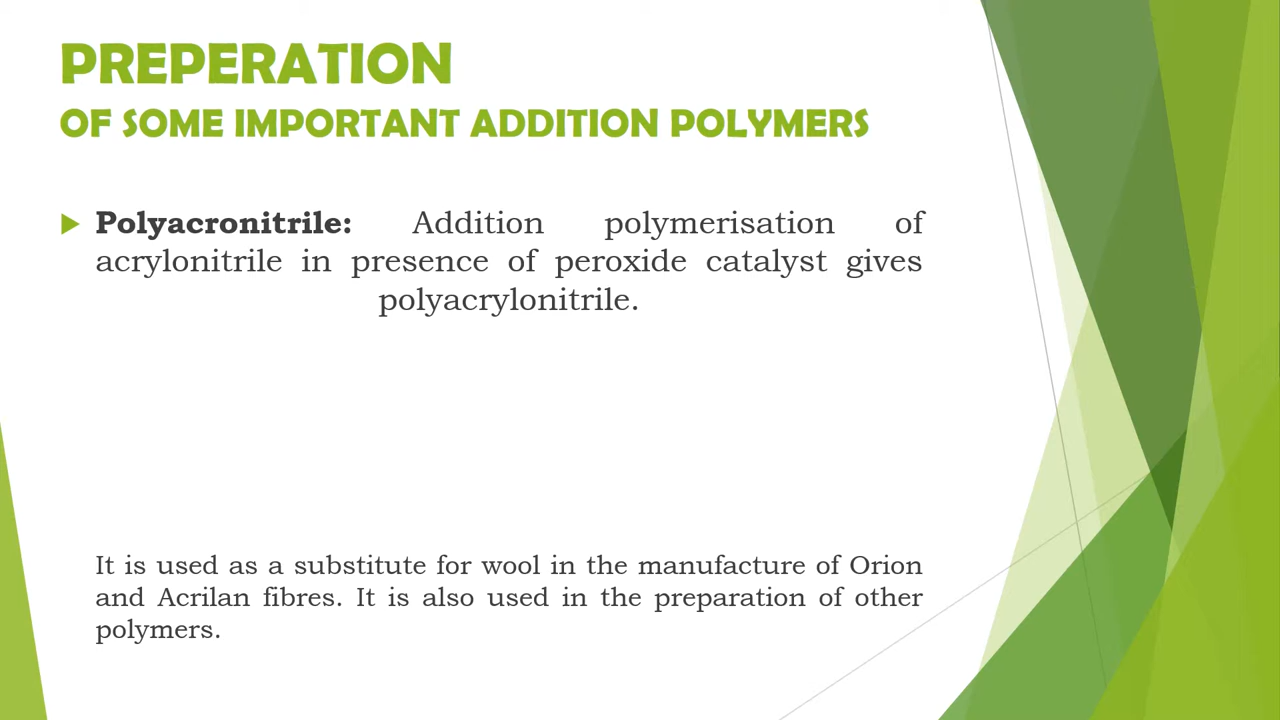 PREPERATION
OF SOME IMPORTANT ADDITION POLYMERS
Polyacronitrile: Addition polymerisation of
acrylonitrile in presence of peroxide catalyst gives
polyacrylonitrile.
It is used as a substitute for wool in the manufacture of Orion
and Acrilan fibres. It is also used in the preparation of other
polymers.